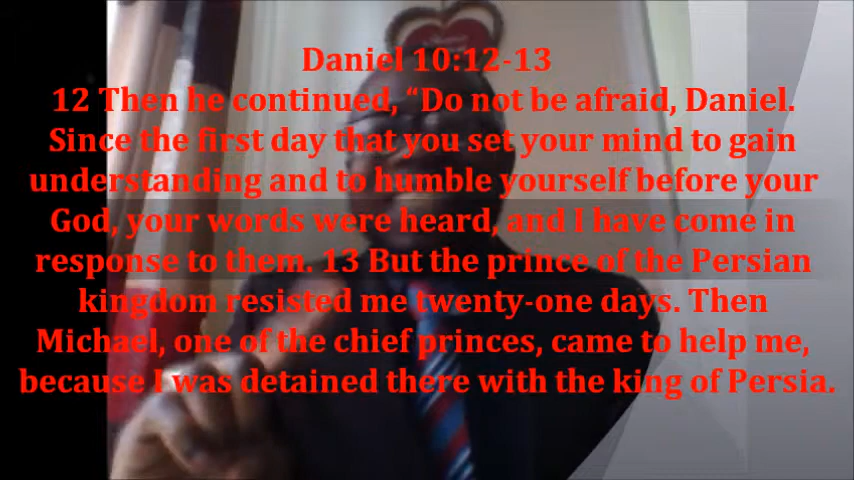 Daniel 10:12-13
12 Then he continued, “Do not be afraid, Daniel.
Since the first day that you set your mind to gain
understanding and to humble yourself before your
God, your words were heard, and I have come in
response to them. 13 But the prince of the Persian
kingdom resisted me twenty-one days. Then
Michael, one of the chief princes, came to help me,
because I was detained there with the king of Persia.